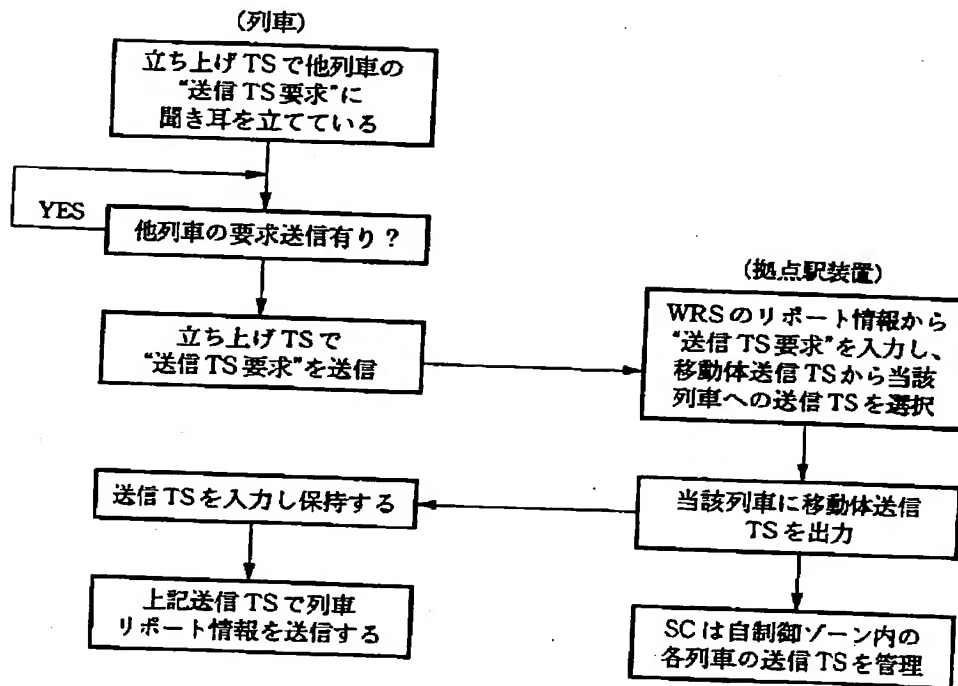 (列車)
立ち上げTSで他列車の
“送信TS要求”に
聞き耳を立てている
YES
他列車の要求送信有り？
立ち上げTSで
“送信TS要求”を送信
(拠点駅装置)
WRSのリポート情報から
“送信TS要求”を入力し、
移動体送信TSから当該
列車への送信TSを選択
送信TSを入力し保持する
当該列車に移動体送信
TSを出力
上記送信TSで列車
リポート情報を送信する
SCは自制御ゾーン内の
各列車の送信TSを管理